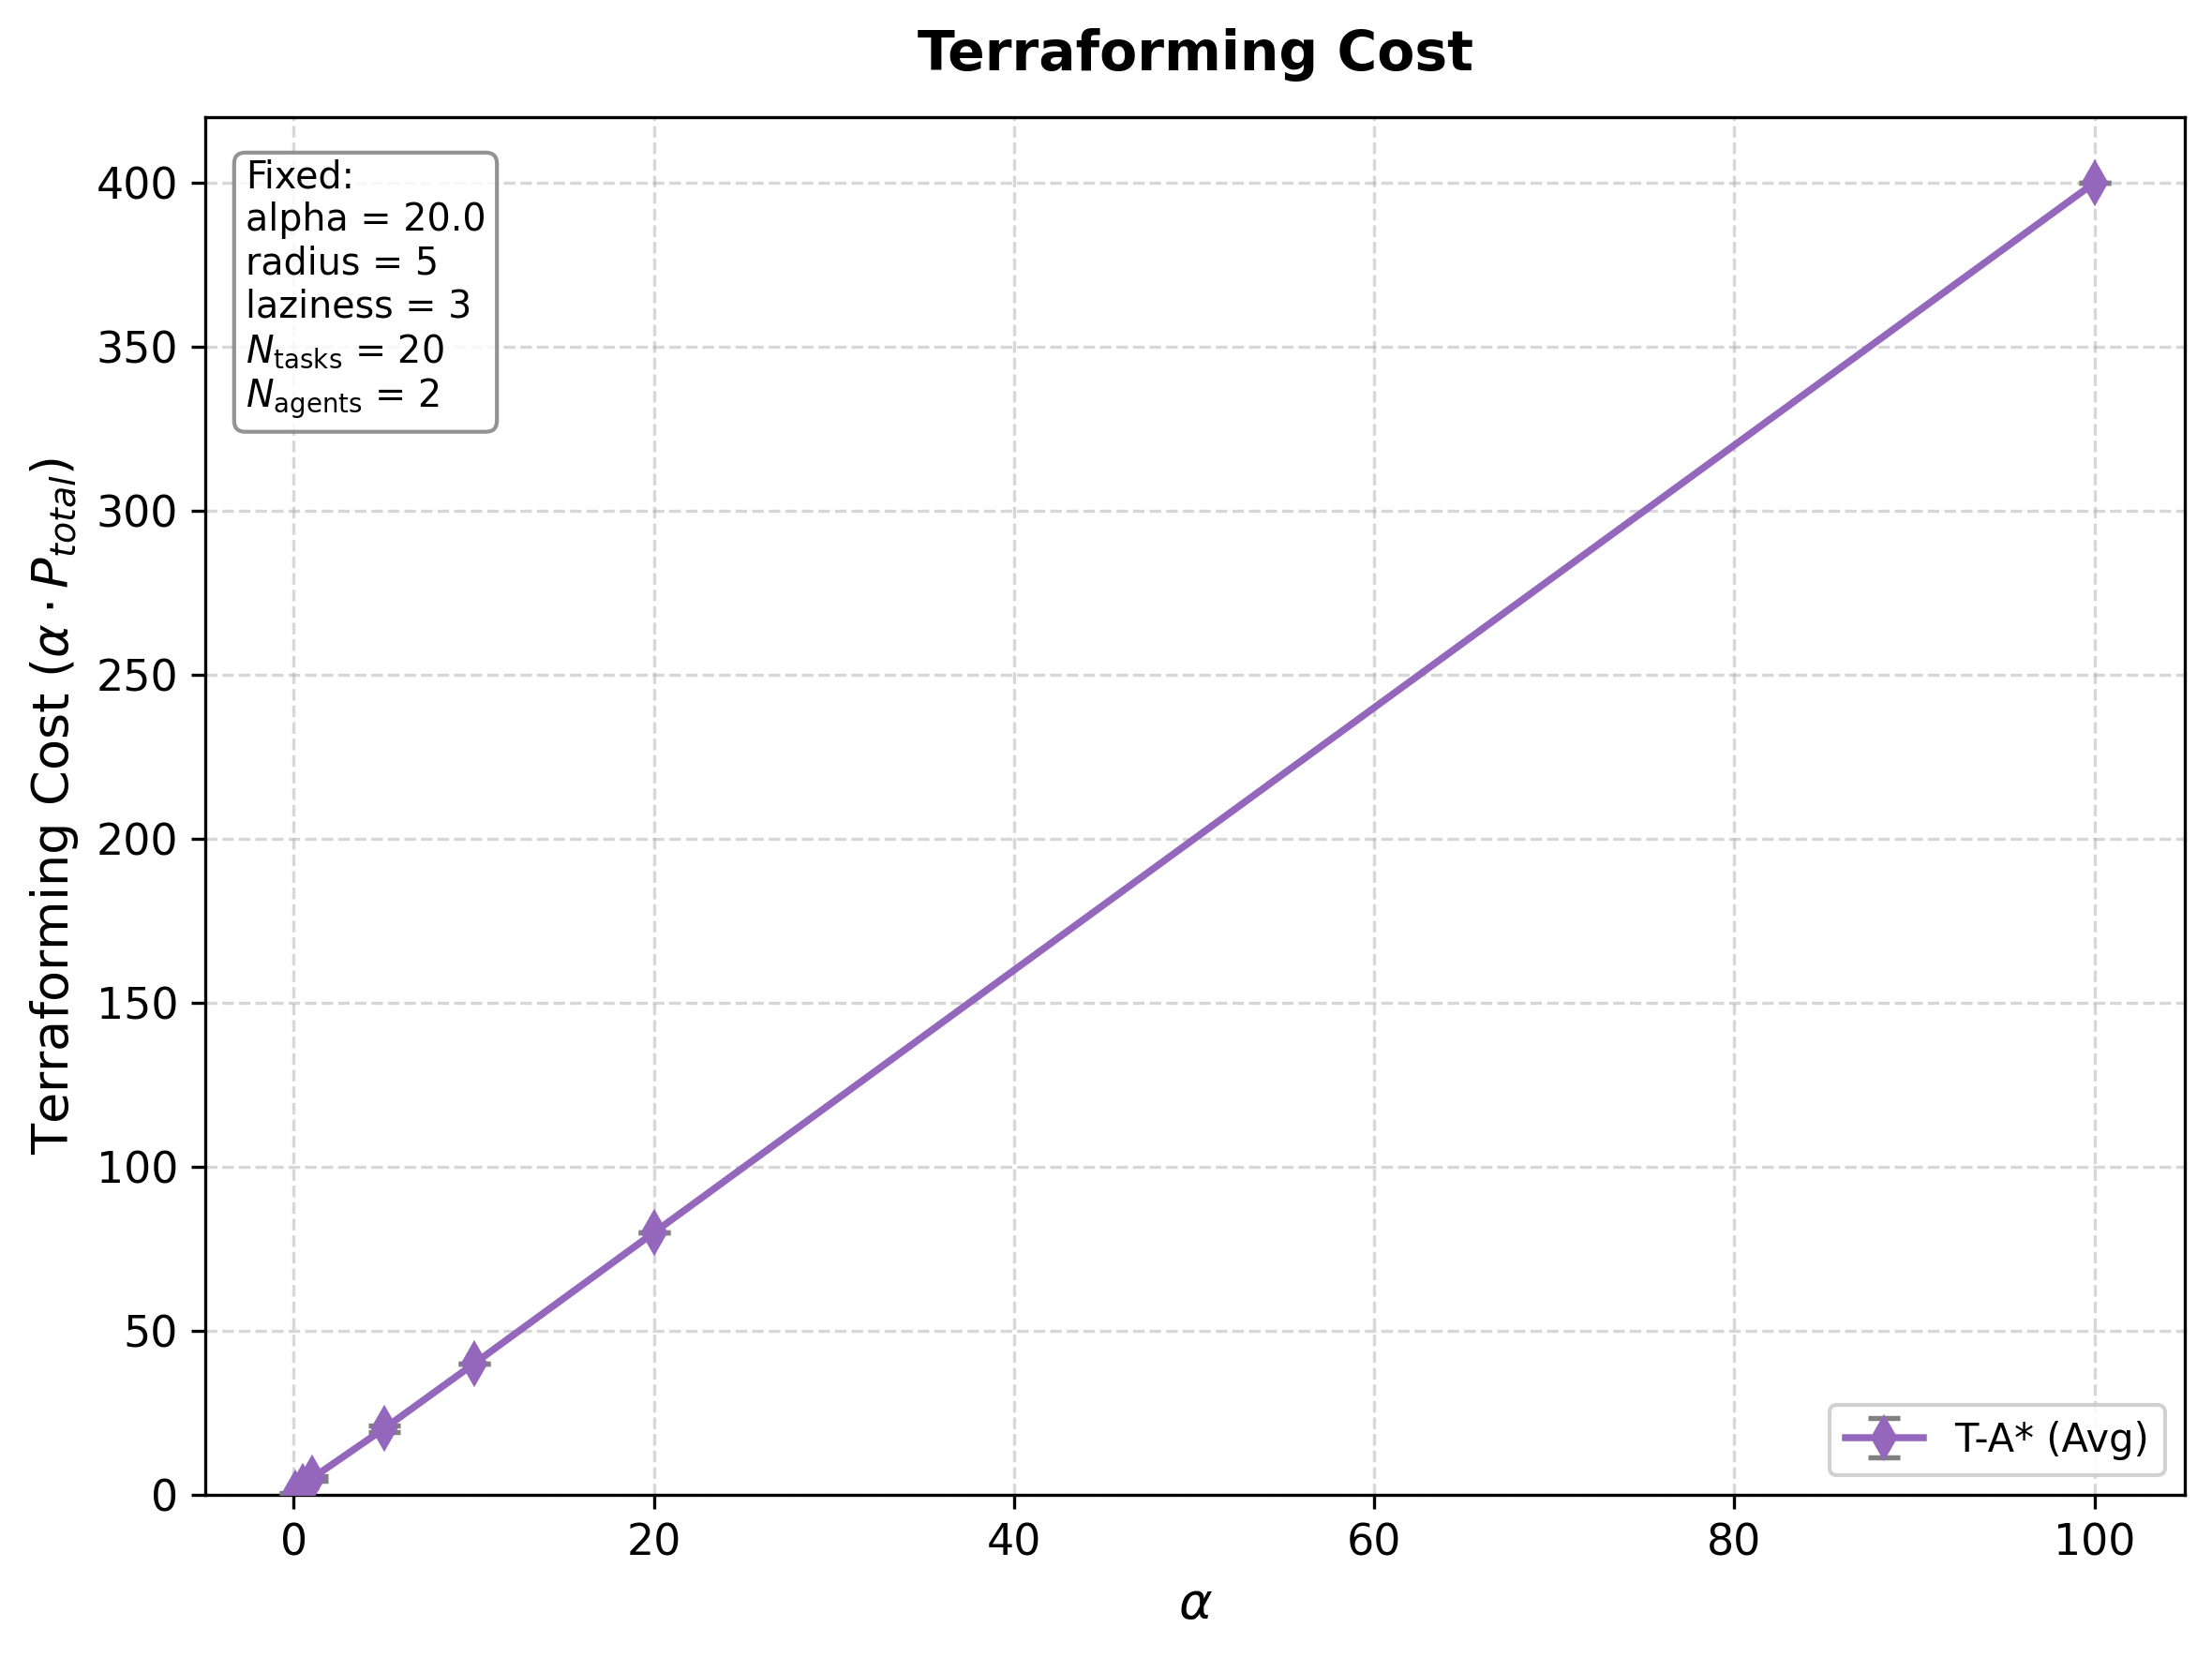 Terraforming Cost
Fixed:
alpha = 20.0
radius = 5
laziness = 3
N_tasks = 20
N_agents = 2
Terraforming Cost (α · P_total)
400
350
300
250
200
150
100
50
0
0 20 40 60 80 100
α
T-A* (Avg)